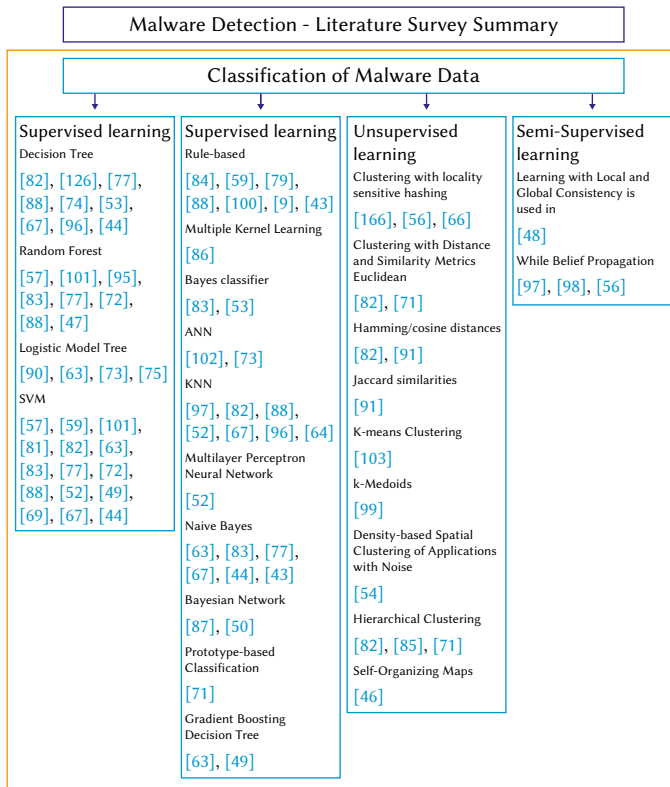 Malware Detection - Literature Survey Summary
Classification of Malware Data
Supervised learning
Decision Tree
[82], [126], [77],
[88], [74], [53],
[67], [96], [44]
Random Forest
[57], [101], [95],
[83], [77], [72],
[88], [47]
Logistic Model Tree
[90], [63], [73], [75]
SVM
[57], [59], [101],
[81], [82], [63],
[83], [77], [72],
[88], [52], [49],
[69], [67], [44]
Supervised learning
Rule-based
[84], [59], [79],
[88], [100], [9], [43]
Multiple Kernel Learning
[86]
Bayes classifier
[83], [53]
ANN
[102], [73]
KNN
[97], [82], [88],
[52], [67], [96], [64]
Multilayer Perceptron
Neural Network
[52]
Naive Bayes
[63], [83], [77],
[67], [44], [43]
Bayesian Network
[87], [50]
Prototype-based
Classification
[71]
Gradient Boosting
Decision Tree
[63], [49]
Unsupervised
learning
Clustering with locality
sensitive hashing
[166], [56], [66]
Clustering with Distance
and Similarity Metrics
Euclidean
[82], [71]
Hamming/cosine distances
[82], [91]
Jaccard similarities
[91]
K-means Clustering
[103]
k-Medoids
[99]
Density-based Spatial
Clustering of Applications
with Noise
[54]
Hierarchical Clustering
[82], [85], [71]
Self-Organizing Maps
[46]
Semi-Supervised
learning
Learning with Local and
Global Consistency is
used in
[48]
While Belief Propagation
[97], [98], [56]